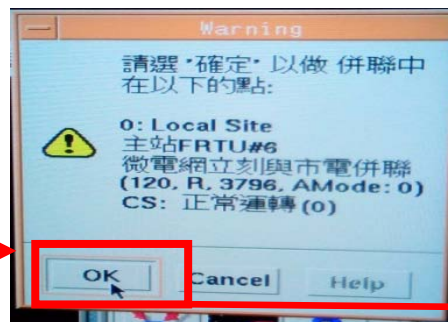 Warning
請選 "確定" 以做 併聯中
在以下的點:
0: Local Site
主站FRTU#6
微電網立刻與市電併聯
(120, R, 3796, AMode: 0)
CS: 正常運轉 (0)
OK
Cancel
Help